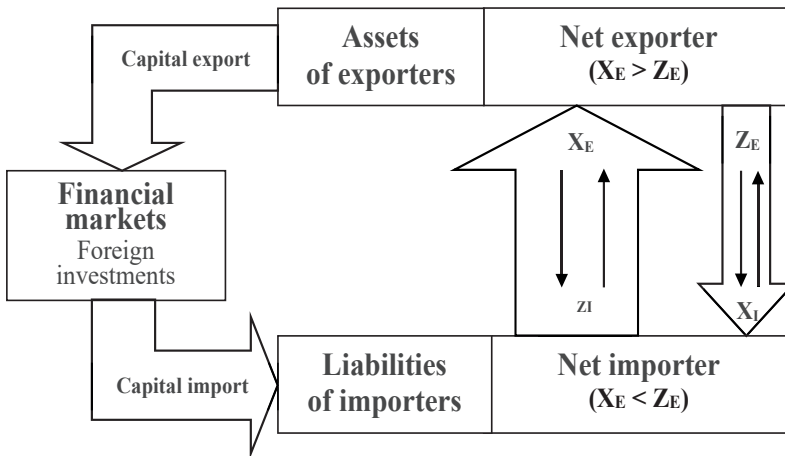 Capital export
Assets
of exporters
Net exporter
(XE > ZE)
XE
ZE
Financial
markets
Foreign
investments
ZI
XI
Capital import
Liabilities
of importers
Net importer
(XE < ZE)